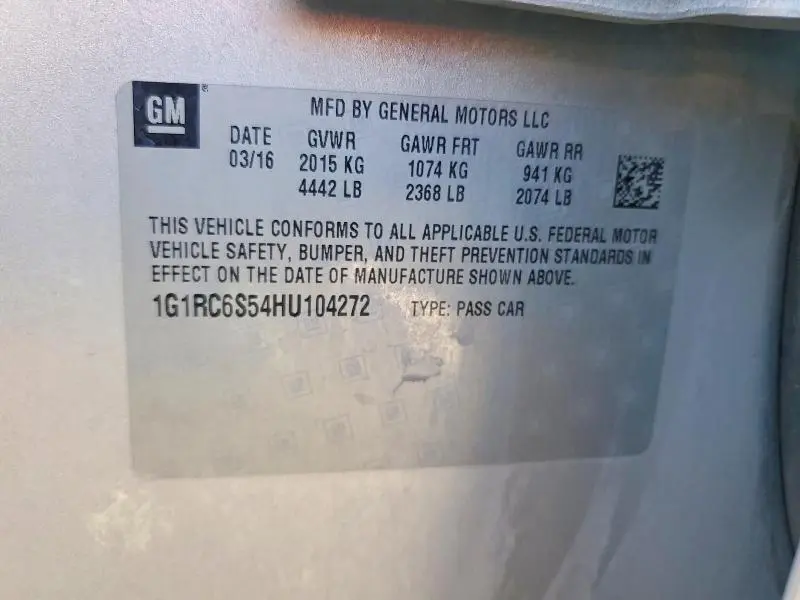 GM ®
MFD BY GENERAL MOTORS LLC
DATE GVWR GAWR FRT GAWR RR
03/16 2015 KG 1074 KG 941 KG
4442 LB 2368 LB 2074 LB
THIS VEHICLE CONFORMS TO ALL APPLICABLE U.S. FEDERAL MOTOR
VEHICLE SAFETY, BUMPER, AND THEFT PREVENTION STANDARDS IN
EFFECT ON THE DATE OF MANUFACTURE SHOWN ABOVE.
1G1RC6S54HU104272 TYPE: PASS CAR